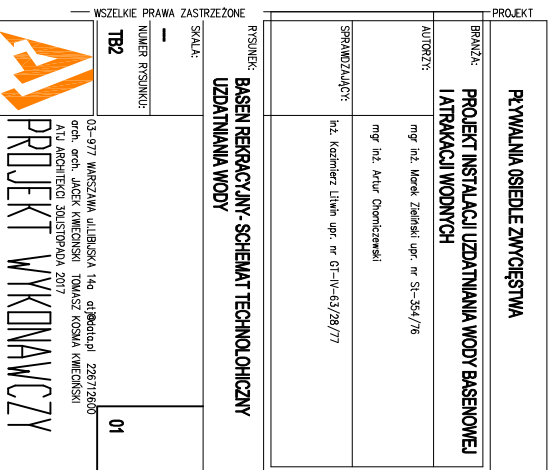 PROJEKT
PŁYWALNIA OSIEDLE ZWYCIĘSTWA
BRANŻA:
PROJEKT INSTALACJI UZDATNIANIA WODY BASENOWEJ
I ATRAKACJI WODNYCH
AUTORZY:
mgr inż. Marek Zieliński upr. nr St-354/76
mgr inż. Artur Chomiczewski
SPRAWDZAJĄCY:
inż. Kazimierz Litwin upr. nr GT-IV-63/28/77
RYSUNEK:
BASEN REKRACYJNY- SCHEMAT TECHNOLOHICZNY
UZDATNIANIA WODY
SKALA:
–
NUMER RYSUNKU:
TB2
01
WSZELKIE PRAWA ZASTRZEŻONE
03-977 WARSZAWA ul.LIBIJSKA 14a atj@data.pl 226712600
arch. arch. JACEK KWIECIŃSKI TOMASZ KOSMA KWIECIŃSKI
ATJ ARCHITEKCI 30LISTOPADA 2017
PROJEKT WYKONAWCZY